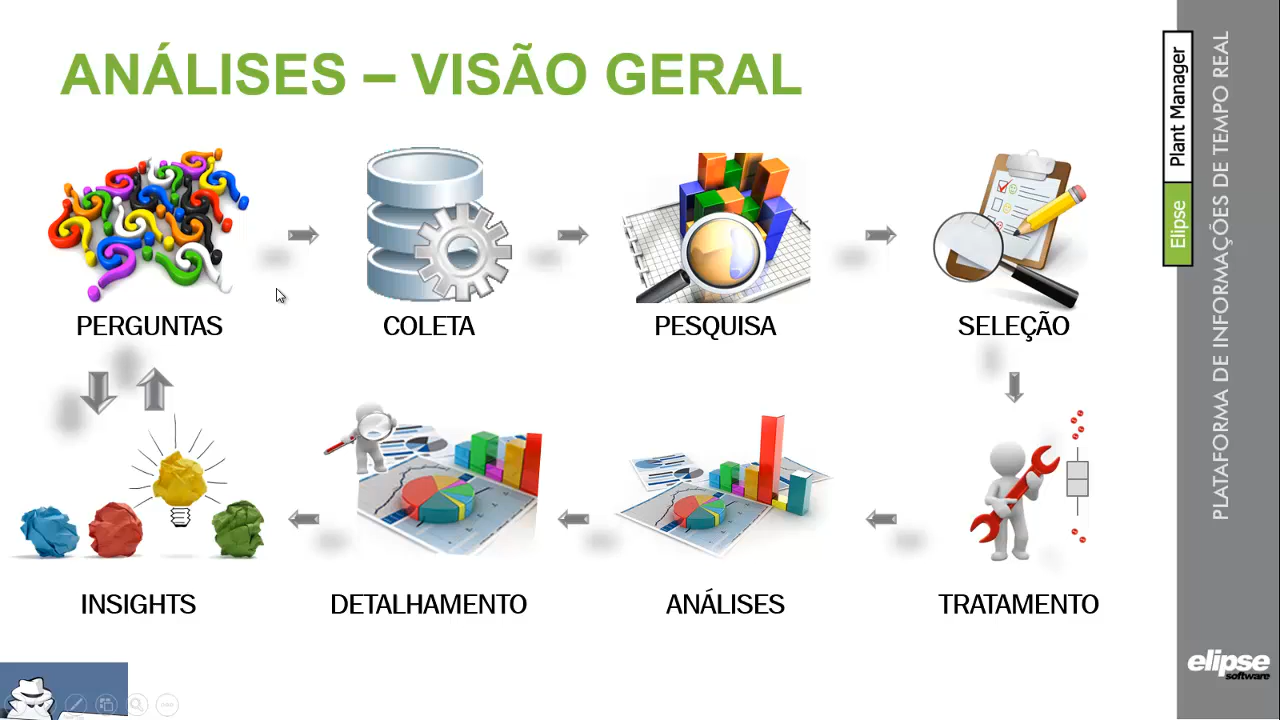 ANÁLISES – VISÃO GERAL
PERGUNTAS
COLETA
PESQUISA
SELEÇÃO
INSIGHTS
DETALHAMENTO
ANÁLISES
TRATAMENTO
Elipse Plant Manager
PLATAFORMA DE INFORMAÇÕES DE TEMPO REAL
elipse
software